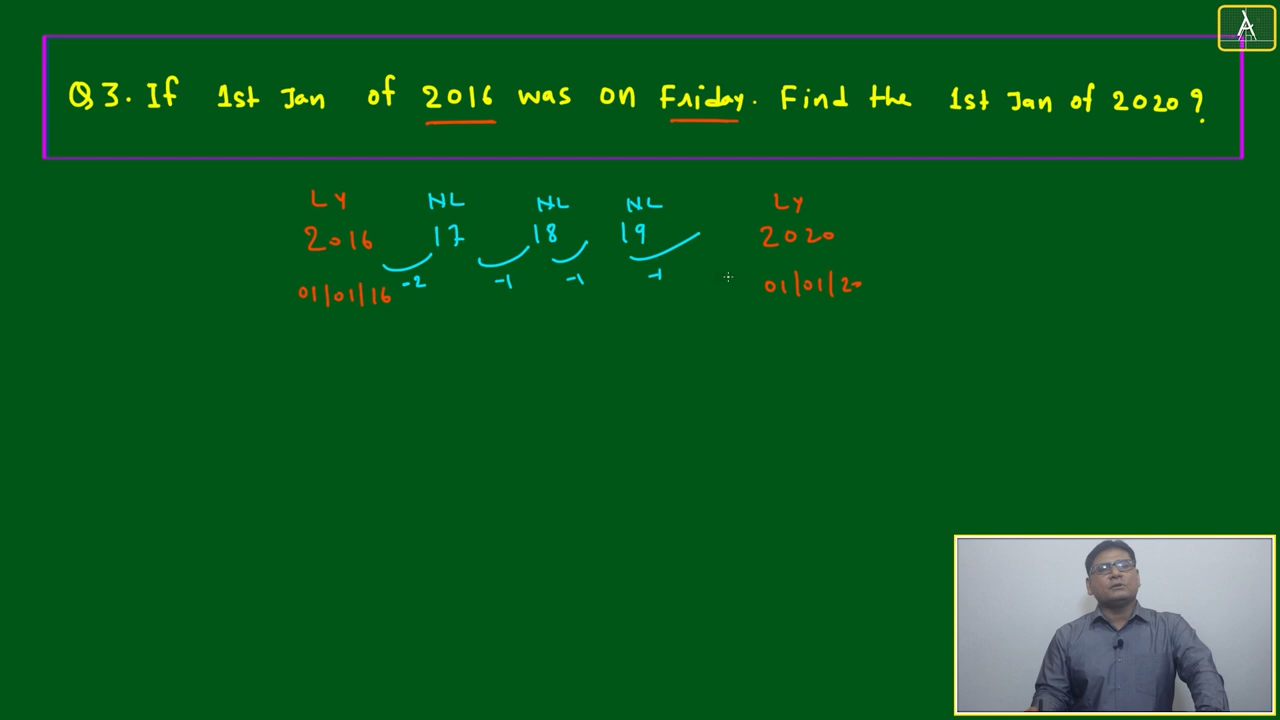 Q3. If 1st Jan of 2016 was on Friday. Find the 1st Jan of 2020?
LY NL NL NL LY
2016 17 18 19 2020
-2 -1 -1 -1
01/01/16 01/01/20